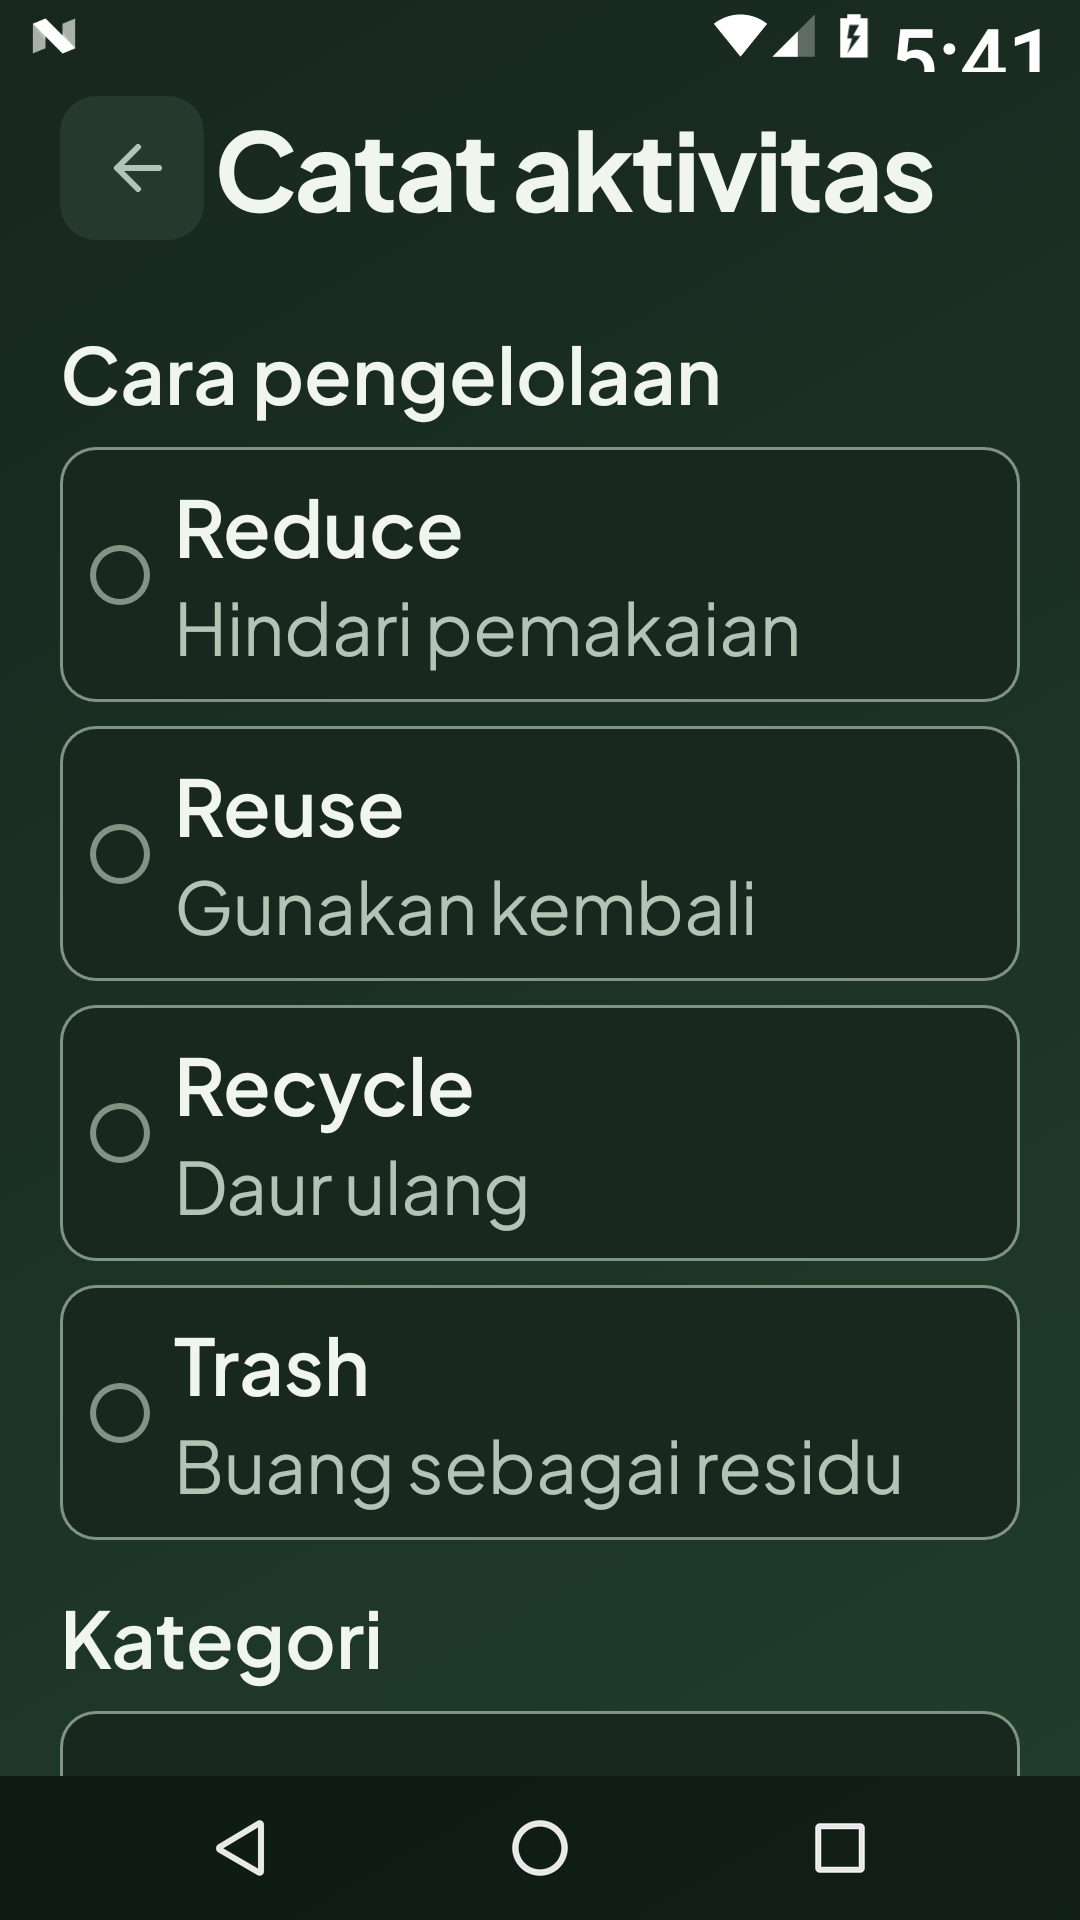 5:41
Catat aktivitas
Cara pengelolaan
Reduce
Hindari pemakaian
Reuse
Gunakan kembali
Recycle
Daur ulang
Trash
Buang sebagai residu
Kategori